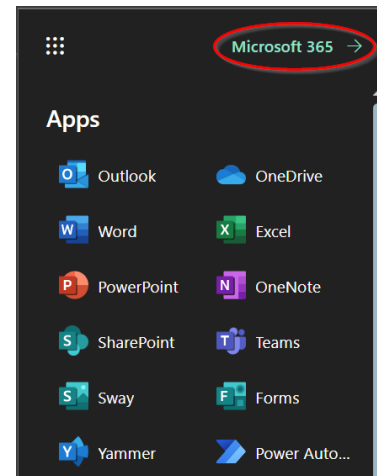 Microsoft 365 →
Apps
Outlook
OneDrive
Word
Excel
PowerPoint
OneNote
SharePoint
Teams
Sway
Forms
Yammer
Power Auto...